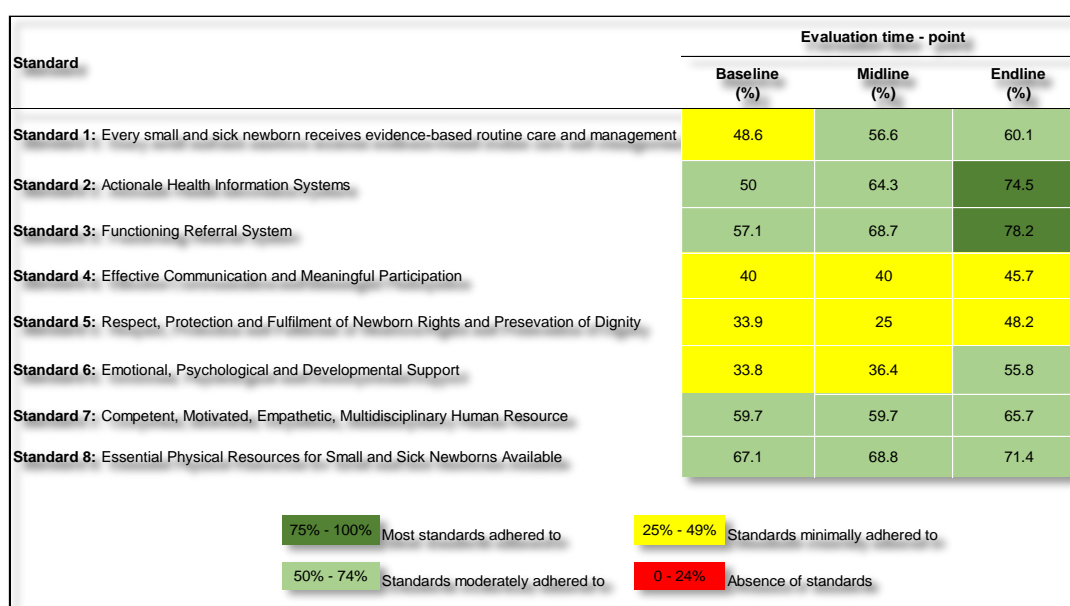 Evaluation time - point
Standard
Baseline (%) Midline (%) Endline (%)
Standard 1: Every small and sick newborn receives evidence-based routine care and management 48.6 56.6 60.1
Standard 2: Actionale Health Information Systems 50 64.3 74.5
Standard 3: Functioning Referral System 57.1 68.7 78.2
Standard 4: Effective Communication and Meaningful Participation 40 40 45.7
Standard 5: Respect, Protection and Fulfilment of Newborn Rights and Presevation of Dignity 33.9 25 48.2
Standard 6: Emotional, Psychological and Developmental Support 33.8 36.4 55.8
Standard 7: Competent, Motivated, Empathetic, Multidisciplinary Human Resource 59.7 59.7 65.7
Standard 8: Essential Physical Resources for Small and Sick Newborns Available 67.1 68.8 71.4
75% - 100% Most standards adhered to 25% - 49% Standards minimally adhered to
50% - 74% Standards moderately adhered to 0 - 24% Absence of standards